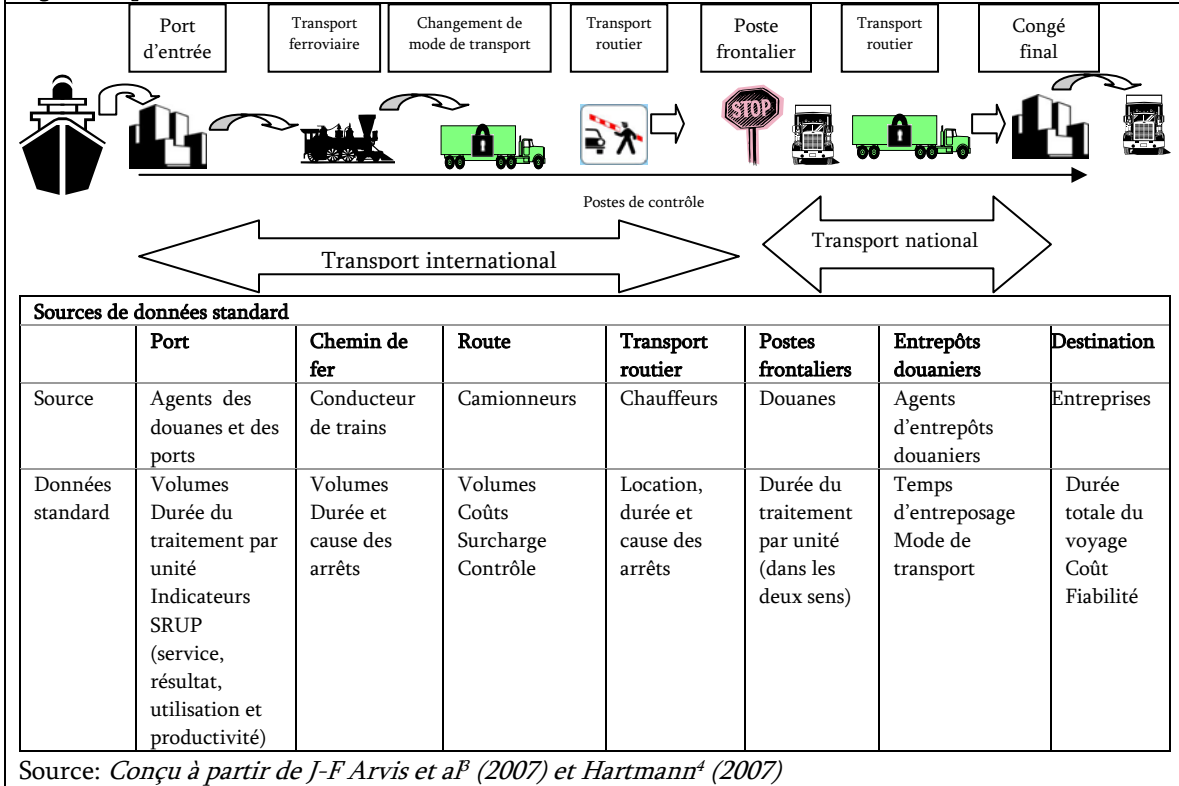 Port
d'entrée
Transport
ferroviaire
Changement de
mode de transport
Transport
routier
Poste
frontalier
Transport
routier
Congé
final
STOP
Postes de contrôle
Transport international
Transport national
Sources de données standard
Port
Chemin de
fer
Route
Transport
routier
Postes
frontaliers
Entrepôts
douaniers
Destination
Source
Agents des
douanes et des
ports
Conducteur
de trains
Camionneurs
Chauffeurs
Douanes
Agents
d'entrepôts
douaniers
Entreprises
Données
standard
Volumes
Durée du
traitement par
unité
Indicateurs
SRUP
(service,
résultat,
utilisation et
productivité)
Volumes
Durée et
cause des
arrêts
Volumes
Coûts
Surcharge
Contrôle
Location,
durée et
cause des
arrêts
Durée du
traitement
par unité
(dans les
deux sens)
Temps
d'entreposage
Mode de
transport
Durée
totale du
voyage
Coût
Fiabilité
Source: Conçu à partir de J-F Arvis et al³ (2007) et Hartmann⁴ (2007)